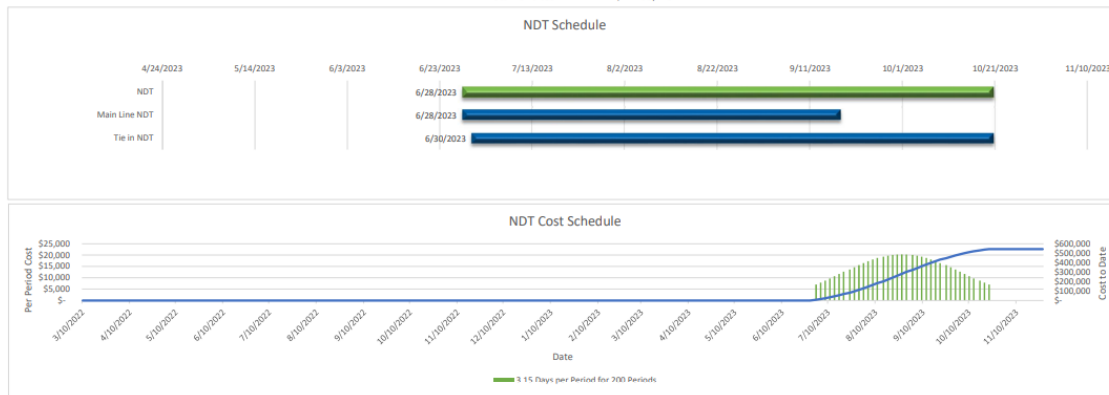 NDT Schedule
4/24/2023 5/14/2023 6/3/2023 6/23/2023 7/13/2023 8/2/2023 8/22/2023 9/11/2023 10/1/2023 10/21/2023 11/10/2023
NDT 6/28/2023
Main Line NDT 6/28/2023
Tie in NDT 6/30/2023
NDT Cost Schedule
Per Period Cost
$25,000
$20,000
$15,000
$10,000
$5,000
$-
$600,000
$500,000
$400,000
$300,000
$200,000
$100,000
$-
Cost to Date
3/10/2022 4/10/2022 5/10/2022 6/10/2022 7/10/2022 8/10/2022 9/10/2022 10/10/2022 11/10/2022 12/10/2022 1/10/2023 2/10/2023 3/10/2023 4/10/2023 5/10/2023 6/10/2023 7/10/2023 8/10/2023 9/10/2023 10/10/2023 11/10/2023
Date
3.15 Days per Period for 200 Periods